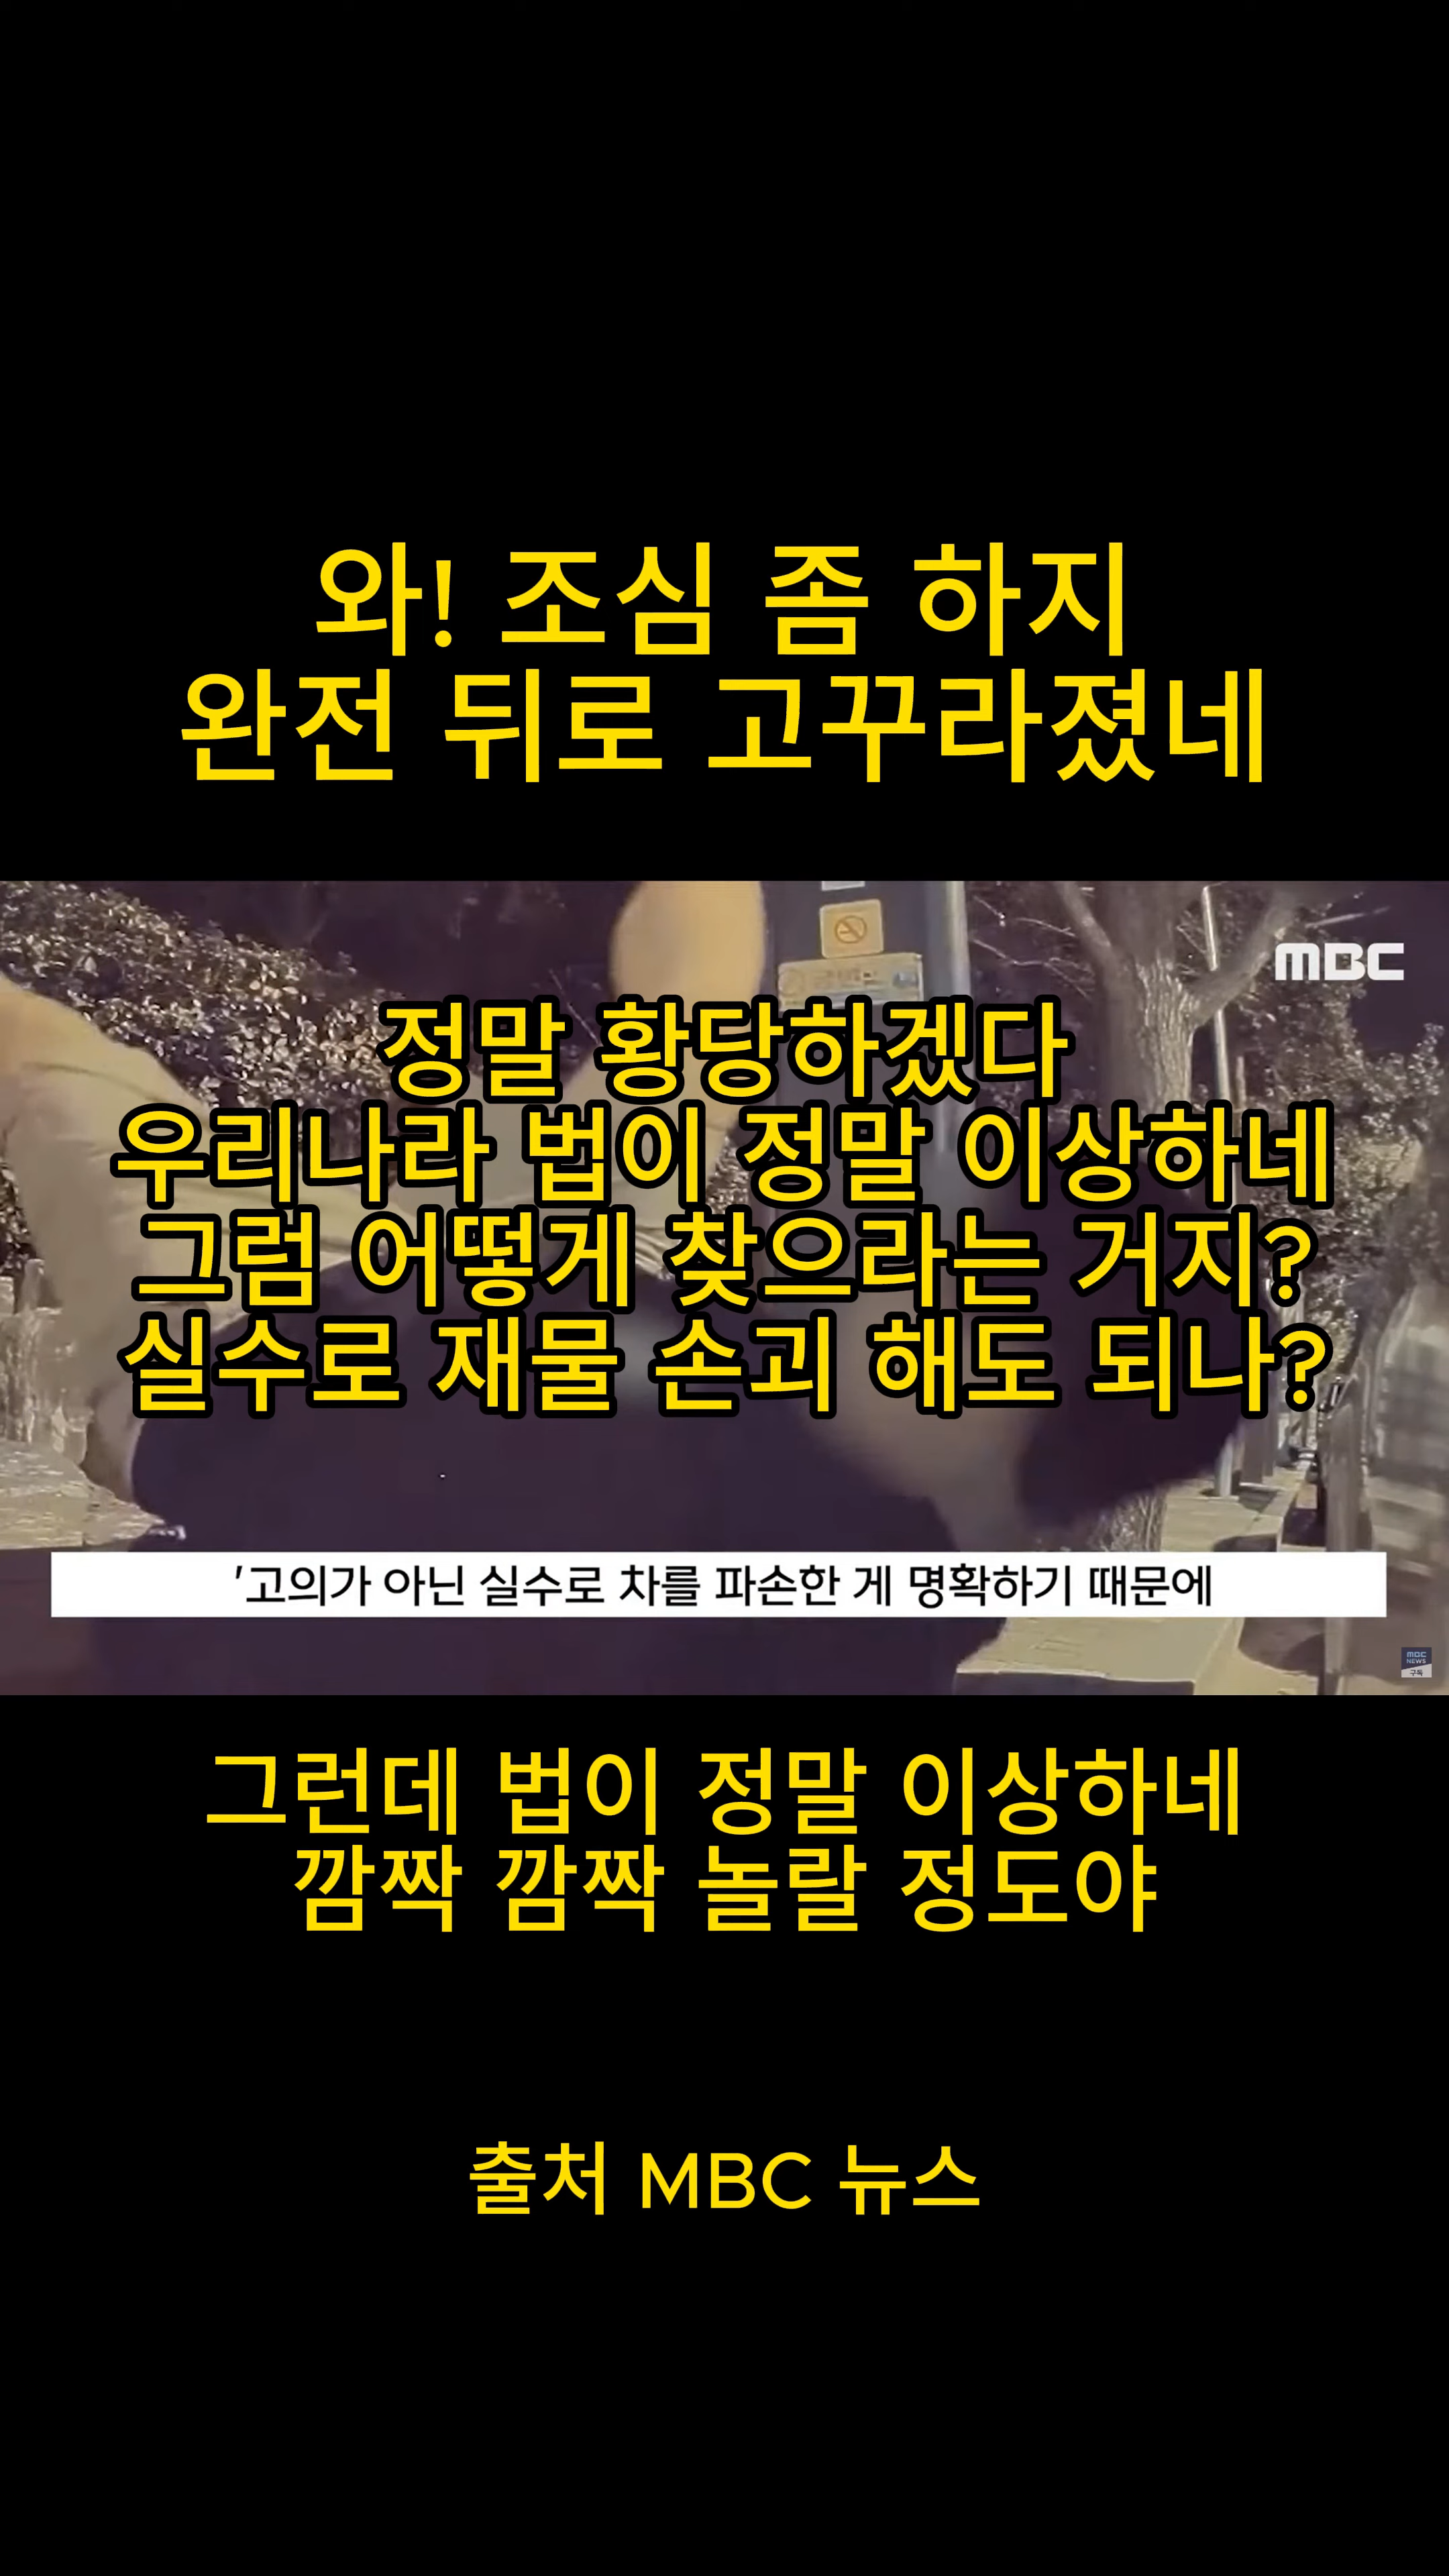 와! 조심 좀 하지
완전 뒤로 고꾸라졌네
MBC
정말 황당하겠다
우리나라 법이 정말 이상하네
그럼 어떻게 찾으라는 거지?
실수로 재물 손괴 해도 되나?
'고의가 아닌 실수로 차를 파손한 게 명확하기 때문에
MBC
NEWS
구독
그런데 법이 정말 이상하네
깜짝 깜짝 놀랄 정도야
출처 MBC 뉴스